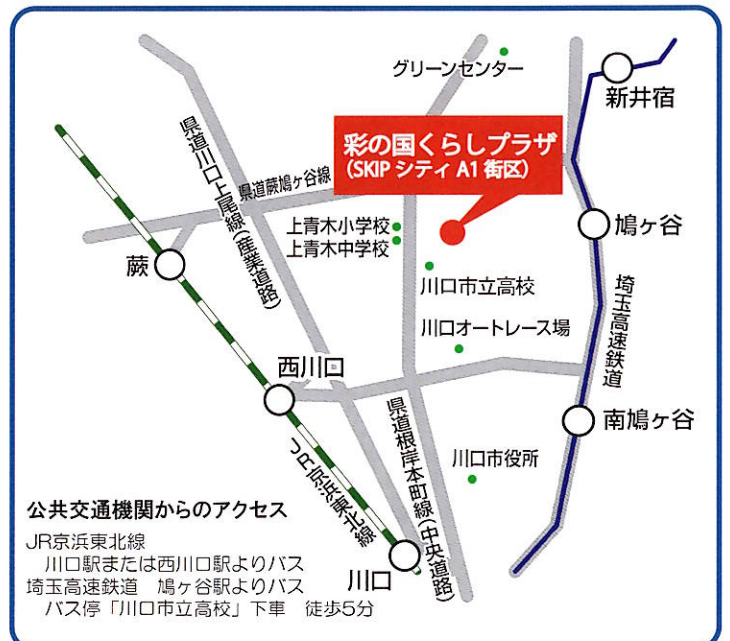 グリーンセンター
新井宿
彩の国くらしプラザ
(SKIPシティ A1街区)
県道川口上尾線(産業道路)
県道蕨鳩ヶ谷線
上青木小学校
上青木中学校
鳩ヶ谷
蕨
川口市立高校
埼玉高速鉄道
川口オートレース場
西川口
県道根岸本町線(中央道路)
南鳩ヶ谷
川口市役所
JR京浜東北線
川口
公共交通機関からのアクセス
JR京浜東北線
川口駅または西川口駅よりバス
埼玉高速鉄道　鳩ヶ谷駅よりバス
バス停「川口市立高校」下車　徒歩5分